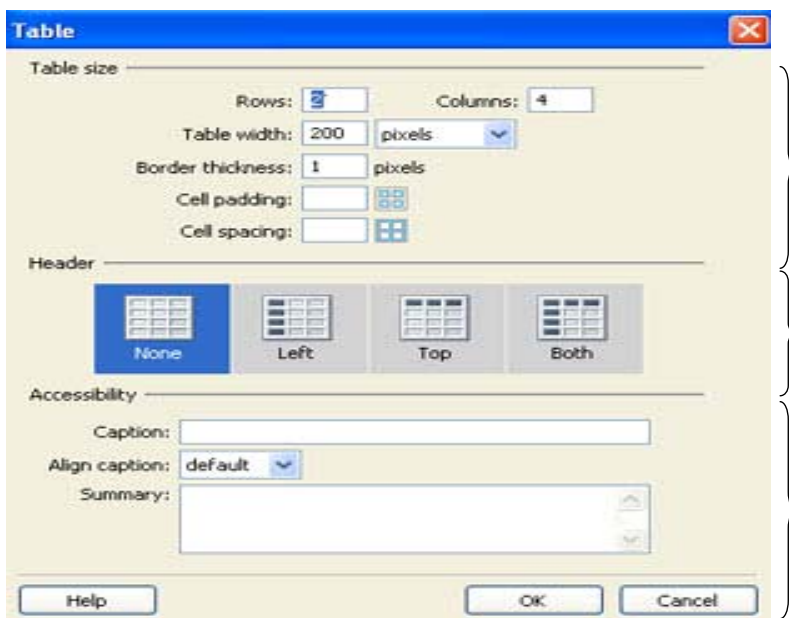 Table
Table size
Rows: 2 Columns: 4
Table width: 200 pixels
Border thickness: 1 pixels
Cell padding:
Cell spacing:
Header
None Left Top Both
Accessibility
Caption:
Align caption: default
Summary:
Help OK Cancel